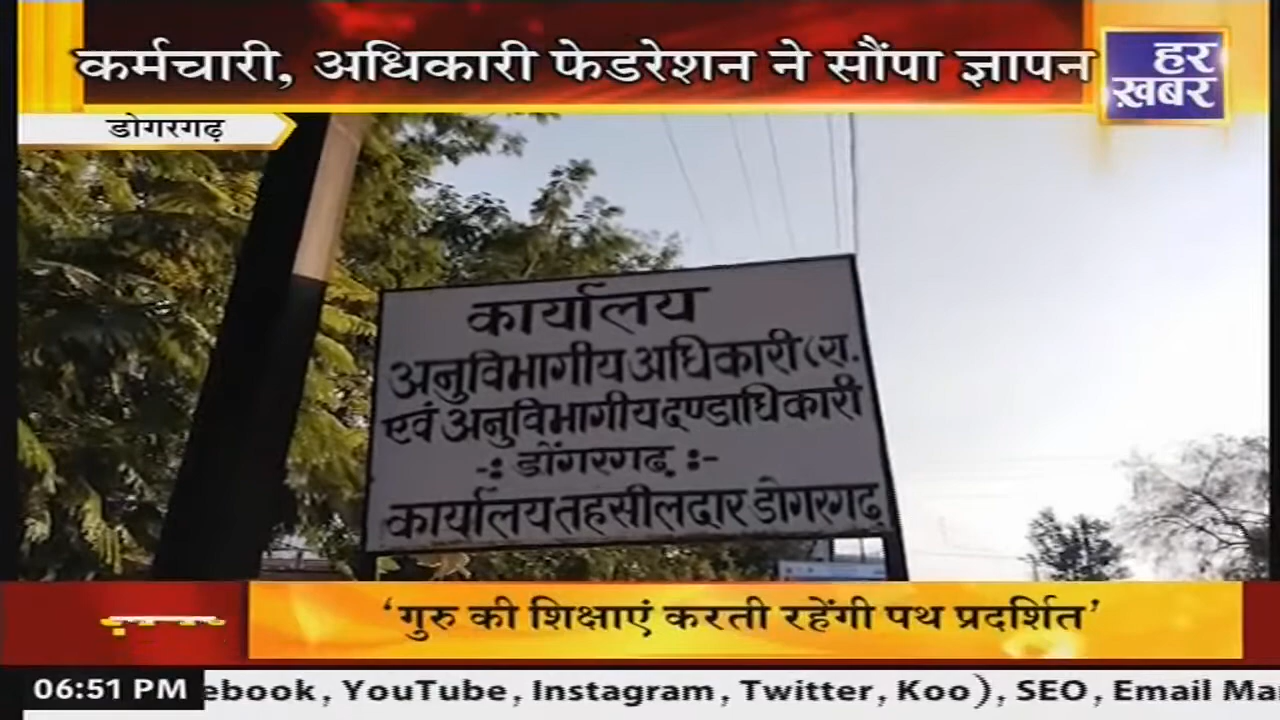 कर्मचारी, अधिकारी फेडरेशन ने सौंपा ज्ञापन
हर
ख़बर
डोगरगढ़
कार्यालय
अनुविभागीय अधिकारी (रा.
एवं अनुविभागीय दण्डाधिकारी
-: डोंगरगढ़ :-
कार्यालय तहसीलदार डोगरगढ़
‘गुरु की शिक्षाएं करती रहेंगी पथ प्रदर्शित’
06:51 PM
ebook, YouTube, Instagram, Twitter, Koo), SEO, Email Ma